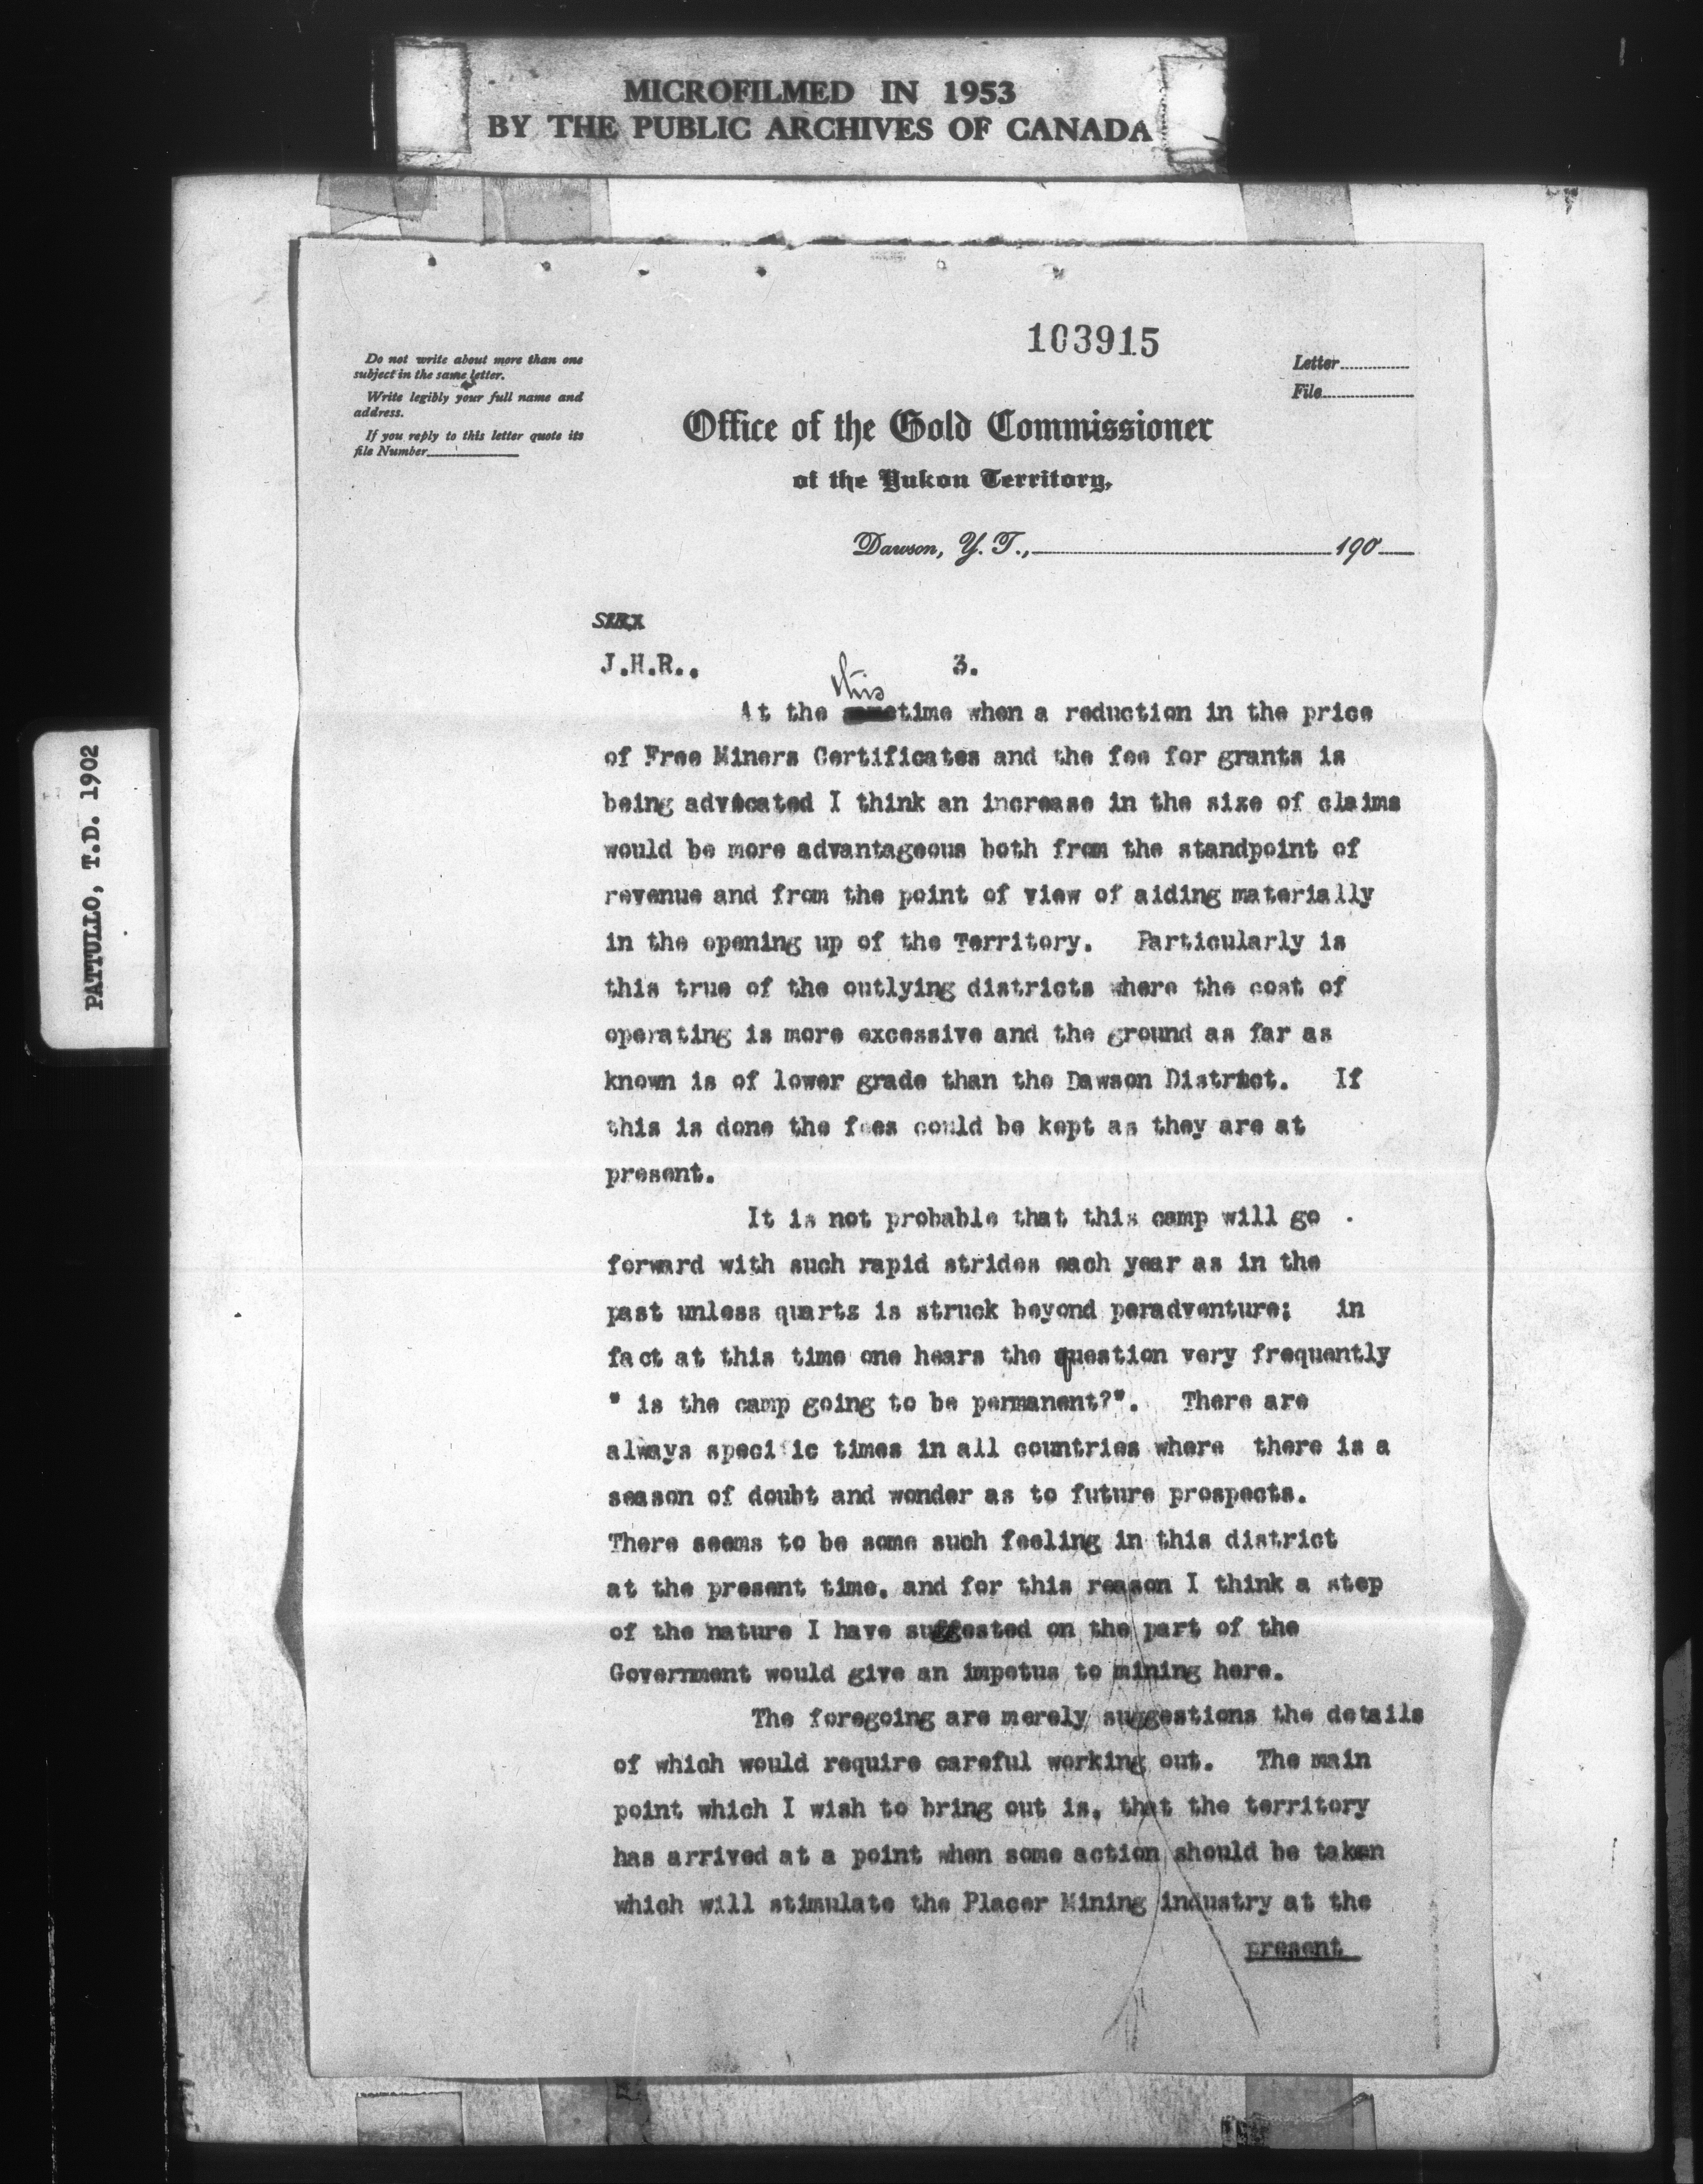 MICROFILMED IN 1953
BY THE PUBLIC ARCHIVES OF CANADA
PATTULLO, T.D. 1902
103915
Do not write about more than one
subject in the same letter.
Write legibly your full name and
address.
If you reply to this letter quote its
file Number
Letter
File
Office of the Gold Commissioner
of the Yukon Territory,
Dawson, Y. T., 190
SIR,
J.H.R.. 3.
this
At the time when a reduction in the price
of Free Miners Certificates and the fee for grants is
being advocated I think an increase in the size of claims
would be more advantageous both from the standpoint of
revenue and from the point of view of aiding materially
in the opening up of the Territory. Particularly is
this true of the outlying districts where the cost of
operating is more excessive and the ground as far as
known is of lower grade than the Dawson District. If
this is done the fees could be kept as they are at
present.
It is not probable that this camp will go
forward with such rapid strides each year as in the
past unless quartz is struck beyond peradventure; in
fact at this time one hears the question very frequently
" is the camp going to be permanent?". There are
always specific times in all countries where there is a
season of doubt and wonder as to future prospects.
There seems to be some such feeling in this district
at the present time, and for this reason I think a step
of the nature I have suggested on the part of the
Government would give an impetus to mining here.
The foregoing are merely suggestions the details
of which would require careful working out. The main
point which I wish to bring out is, that the territory
has arrived at a point when some action should be taken
which will stimulate the Placer Mining industry at the
present